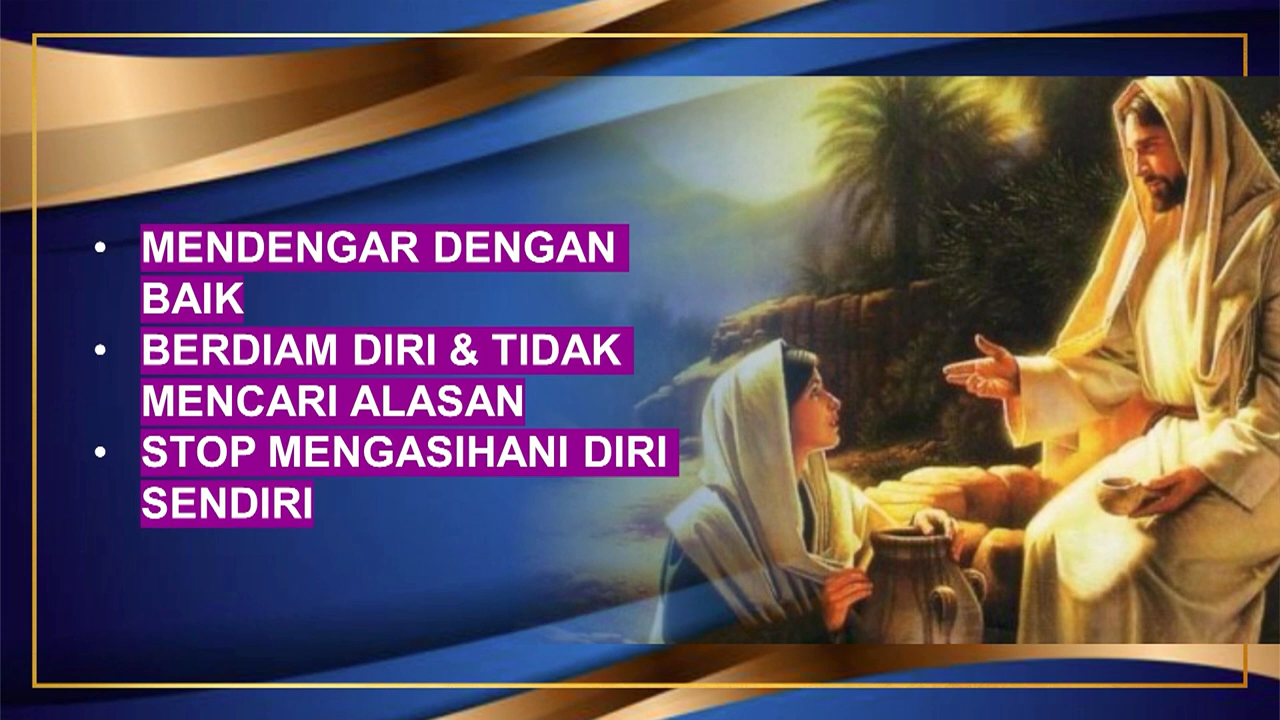 • MENDENGAR DENGAN
BAIK
• BERDIAM DIRI & TIDAK
MENCARI ALASAN
• STOP MENGASIHANI DIRI
SENDIRI